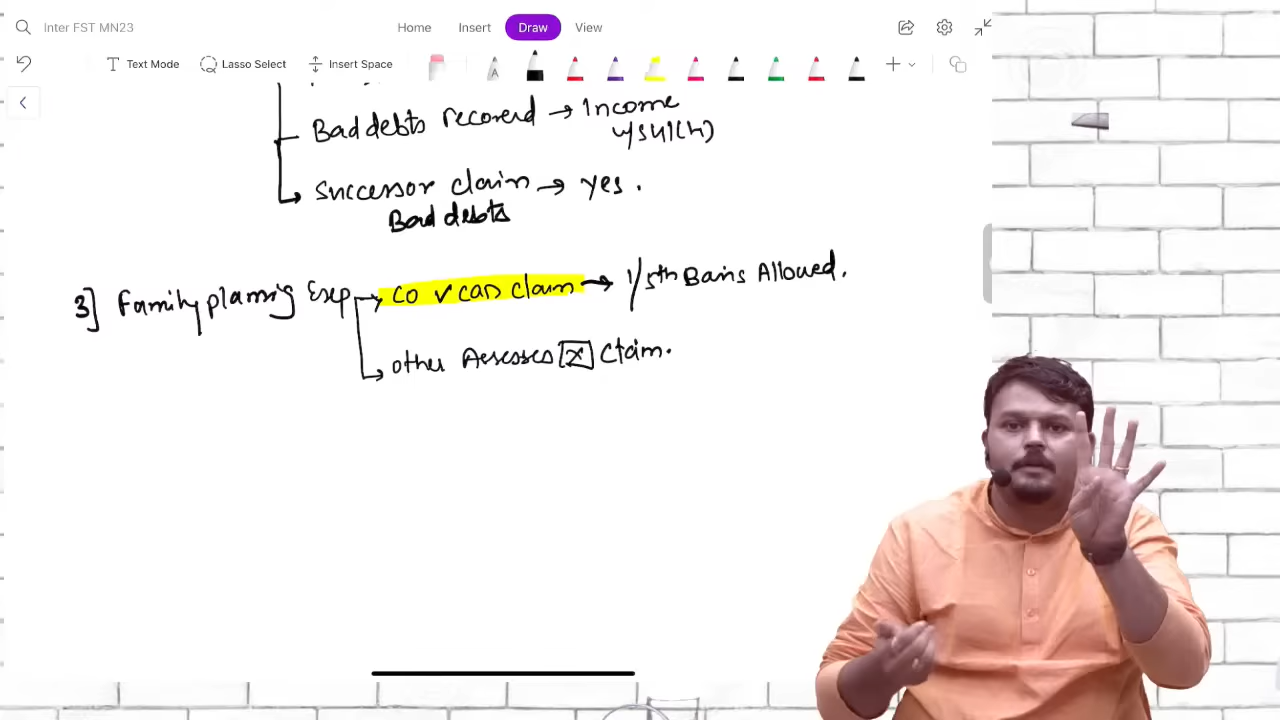 Inter FST MN23
Home Insert Draw View
Text Mode Lasso Select Insert Space
Bad debts recovered → Income
u/s 41(4)
Successor claim → yes.
Bad debts
3] Family planning Exp → Co ✓ can claim → 1/5th Basis Allowed.
→ other Assesses [X] Claim.